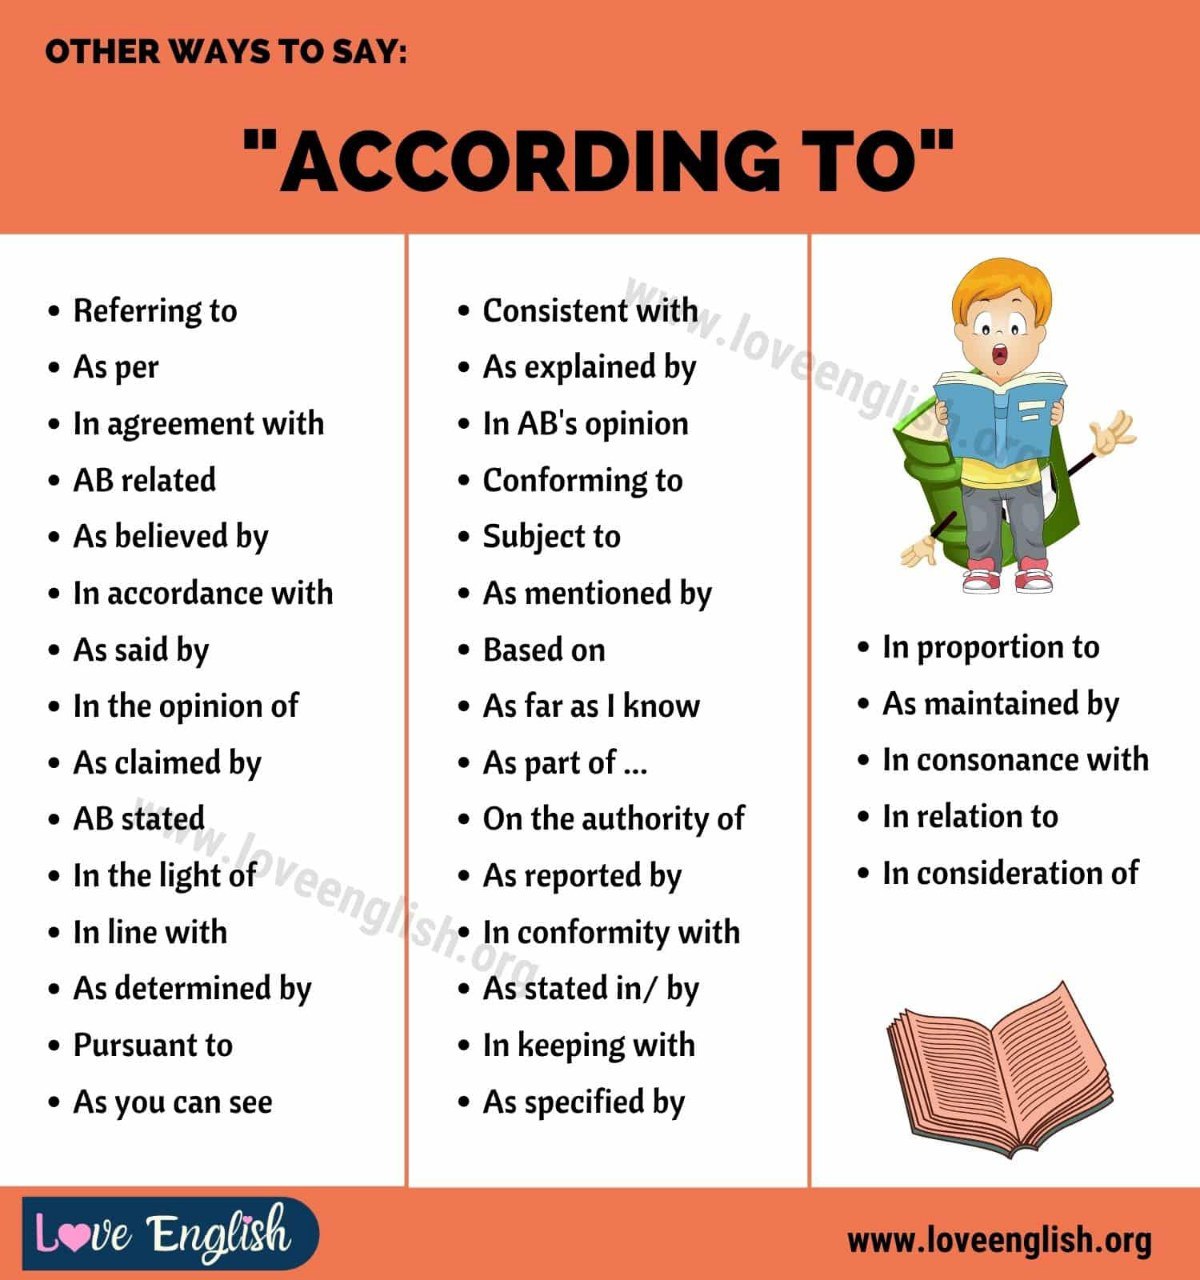 OTHER WAYS TO SAY:
"ACCORDING TO"
• Referring to
• As per
• In agreement with
• AB related
• As believed by
• In accordance with
• As said by
• In the opinion of
• As claimed by
• AB stated
• In the light of
• In line with
• As determined by
• Pursuant to
• As you can see
• Consistent with
• As explained by
• In AB's opinion
• Conforming to
• Subject to
• As mentioned by
• Based on
• As far as I know
• As part of ...
• On the authority of
• As reported by
• In conformity with
• As stated in/ by
• In keeping with
• As specified by
• In proportion to
• As maintained by
• In consonance with
• In relation to
• In consideration of
www.loveenglish.org
www.loveenglish.org
Love English
www.loveenglish.org